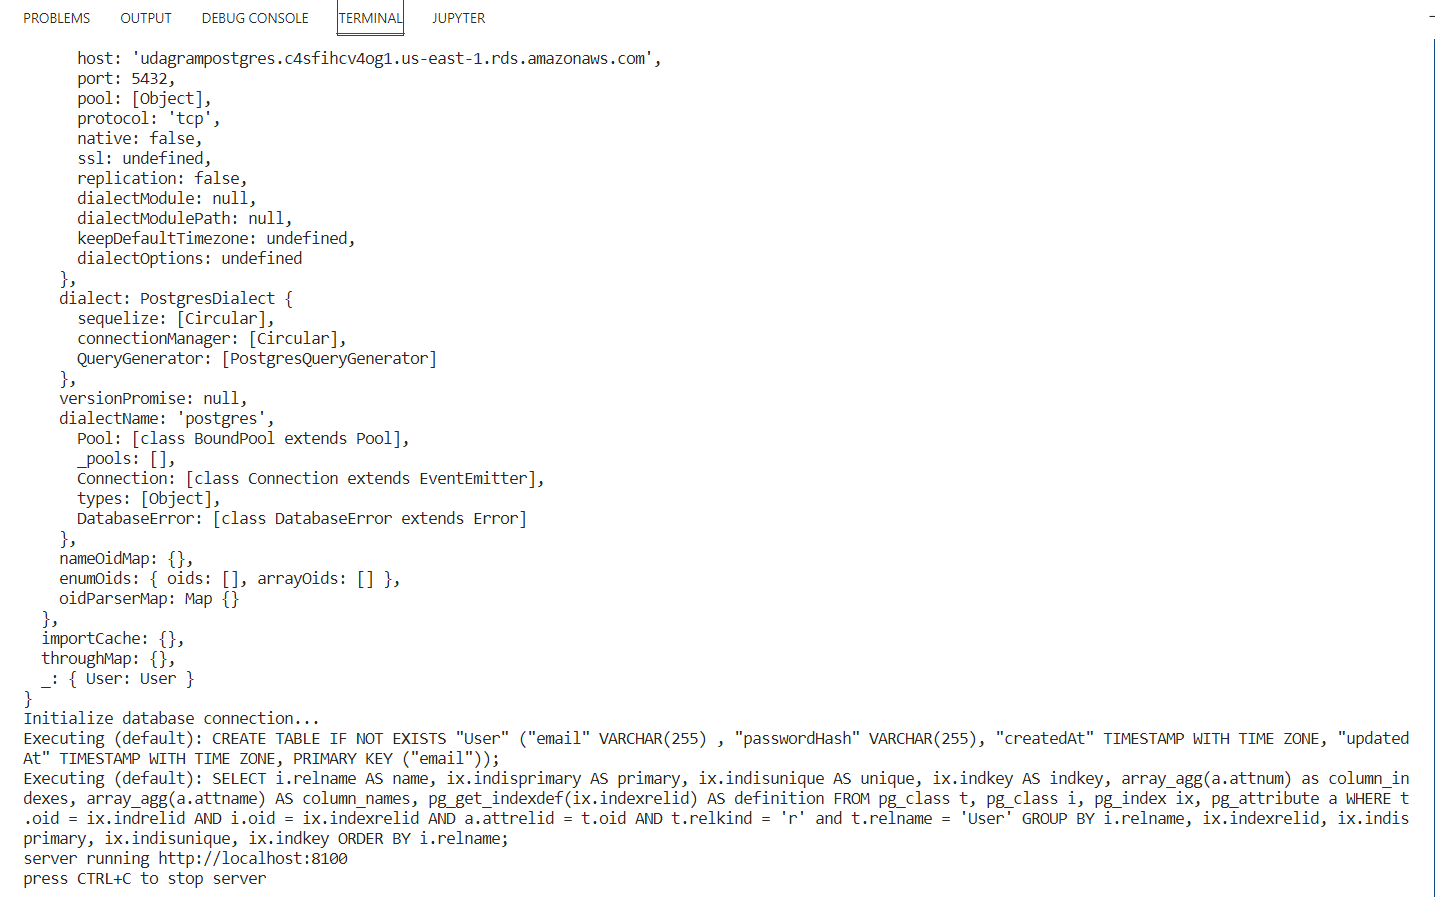 PROBLEMS OUTPUT DEBUG CONSOLE TERMINAL JUPYTER
host: 'udagrampostgres.c4sfihcv4og1.us-east-1.rds.amazonaws.com',
port: 5432,
pool: [Object],
protocol: 'tcp',
native: false,
ssl: undefined,
replication: false,
dialectModule: null,
dialectModulePath: null,
keepDefaultTimezone: undefined,
dialectOptions: undefined
},
dialect: PostgresDialect {
sequelize: [Circular],
connectionManager: [Circular],
QueryGenerator: [PostgresQueryGenerator]
},
versionPromise: null,
dialectName: 'postgres',
Pool: [class BoundPool extends Pool],
_pools: [],
Connection: [class Connection extends EventEmitter],
types: [Object],
DatabaseError: [class DatabaseError extends Error]
},
nameOidMap: {},
enumOids: { oids: [], arrayOids: [] },
oidParserMap: Map {}
},
importCache: {},
throughMap: {},
_: { User: User }
}
Initialize database connection...
Executing (default): CREATE TABLE IF NOT EXISTS "User" ("email" VARCHAR(255) , "passwordHash" VARCHAR(255), "createdAt" TIMESTAMP WITH TIME ZONE, "updated
At" TIMESTAMP WITH TIME ZONE, PRIMARY KEY ("email"));
Executing (default): SELECT i.relname AS name, ix.indisprimary AS primary, ix.indisunique AS unique, ix.indkey AS indkey, array_agg(a.attnum) as column_in
dexes, array_agg(a.attname) AS column_names, pg_get_indexdef(ix.indexrelid) AS definition FROM pg_class t, pg_class i, pg_index ix, pg_attribute a WHERE t
.oid = ix.indrelid AND i.oid = ix.indexrelid AND a.attrelid = t.oid AND t.relkind = 'r' and t.relname = 'User' GROUP BY i.relname, ix.indexrelid, ix.indis
primary, ix.indisunique, ix.indkey ORDER BY i.relname;
server running http://localhost:8100
press CTRL+C to stop server